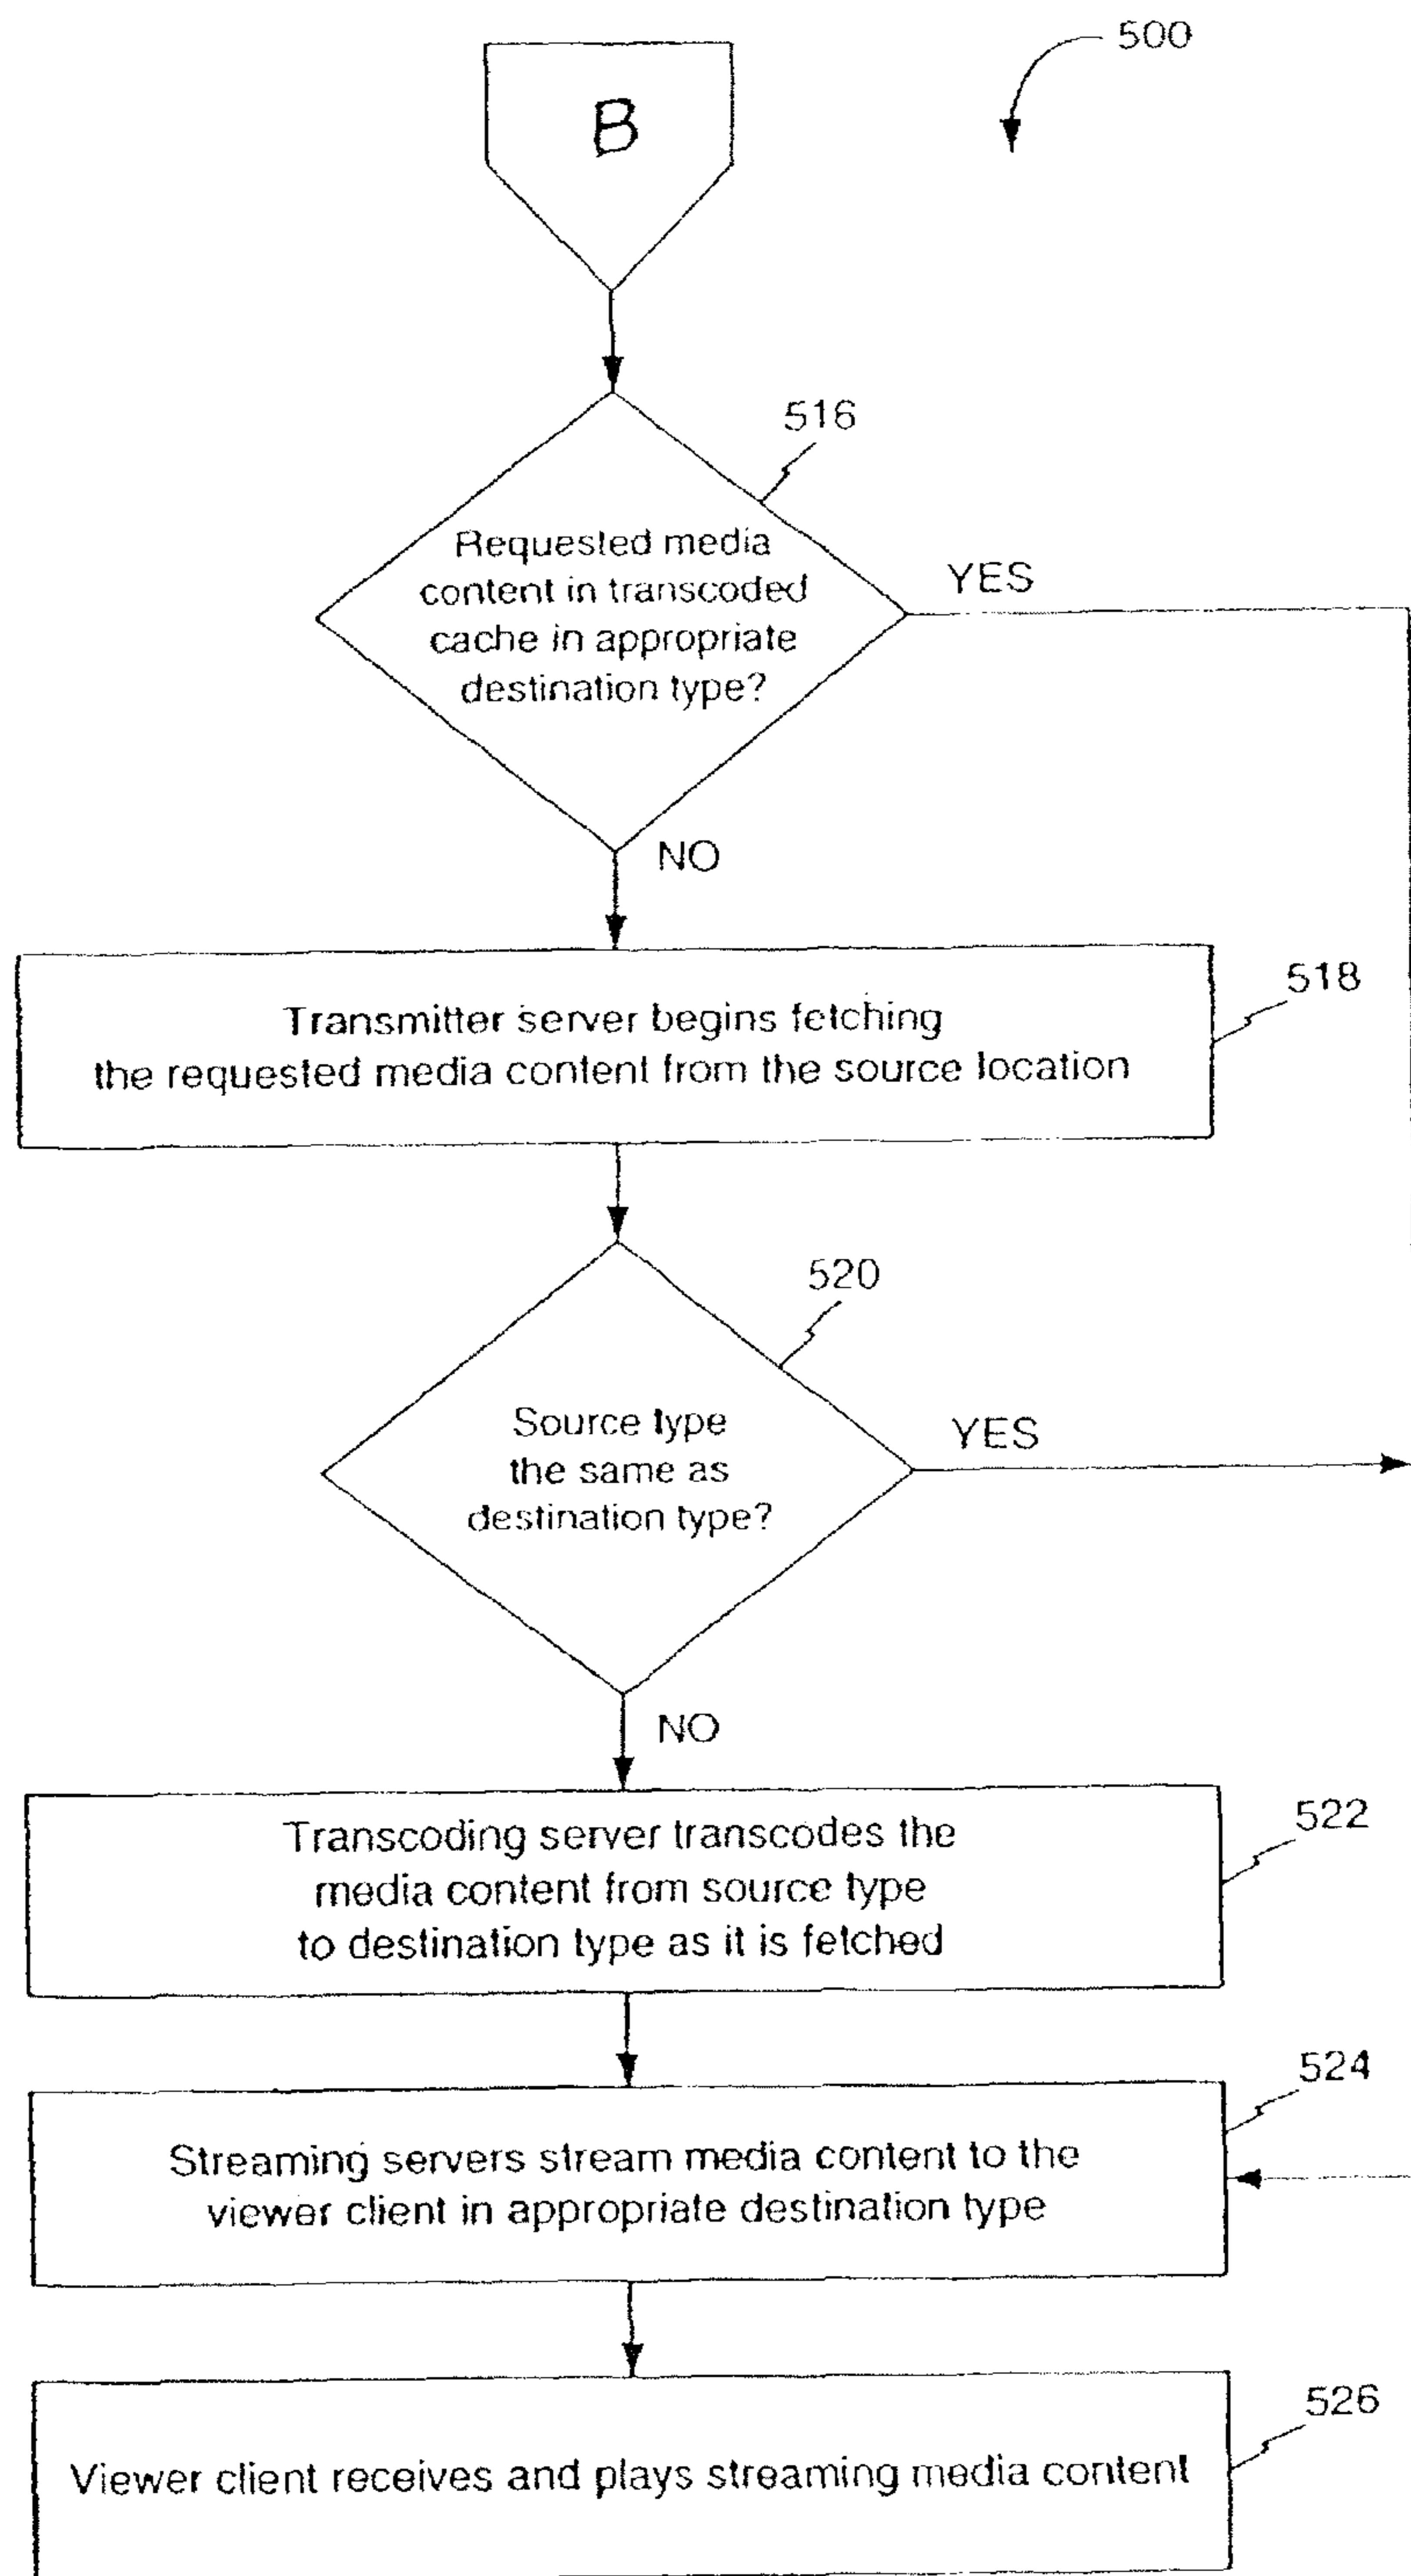 500
B
516
Requested media
content in transcoded
cache in appropriate
destination type?
YES
NO
518
Transmitter server begins fetching
the requested media content from the source location
520
Source type
the same as
destination type?
YES
NO
522
Transcoding server transcodes the
media content from source type
to destination type as it is fetched
524
Streaming servers stream media content to the
viewer client in appropriate destination type
526
Viewer client receives and plays streaming media content